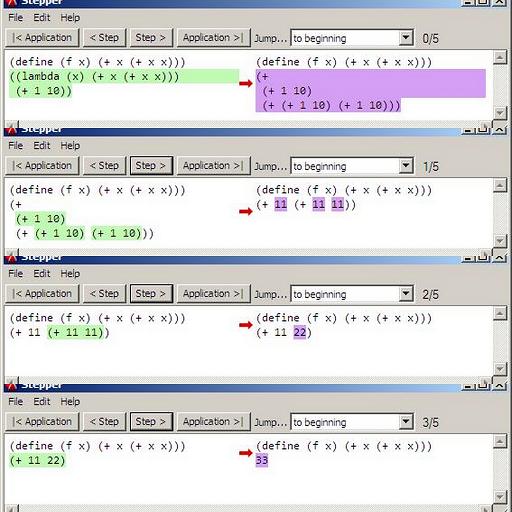 Stepper
File Edit Help
|< Application < Step Step > Application >| Jump... to beginning 0/5
(define (f x) (+ x (+ x x))) (define (f x) (+ x (+ x x)))
((lambda (x) (+ x (+ x x))) (+
(+ 1 10)) (+ 1 10)
(+ (+ 1 10) (+ 1 10)))
Stepper
File Edit Help
|< Application < Step Step > Application >| Jump... to beginning 1/5
(define (f x) (+ x (+ x x))) (define (f x) (+ x (+ x x)))
(+ (+ 11 (+ 11 11))
(+ 1 10)
(+ (+ 1 10) (+ 1 10)))
Stepper
File Edit Help
|< Application < Step Step > Application >| Jump... to beginning 2/5
(define (f x) (+ x (+ x x))) (define (f x) (+ x (+ x x)))
(+ 11 (+ 11 11)) (+ 11 22)
Stepper
File Edit Help
|< Application < Step Step > Application >| Jump... to beginning 3/5
(define (f x) (+ x (+ x x))) (define (f x) (+ x (+ x x)))
(+ 11 22) 33